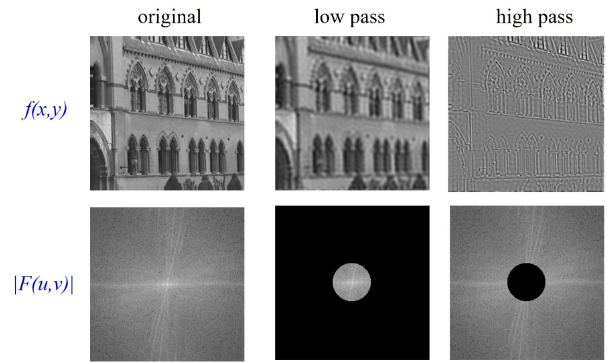 original low pass high pass
f(x,y)
|F(u,v)|